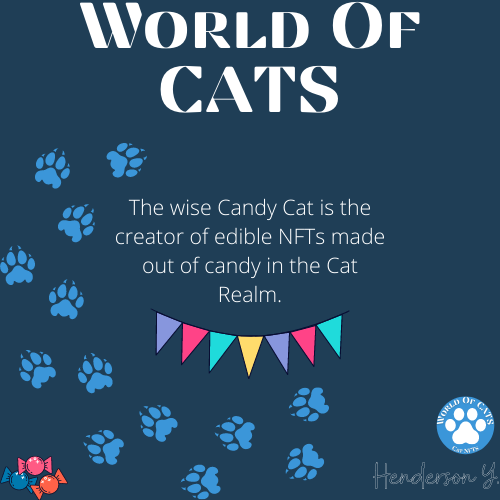 WORLD OF
CATS
The wise Candy Cat is the
creator of edible NFTs made
out of candy in the Cat
Realm.
WORLD OF CATS
Cat NFTs
Henderson Y.